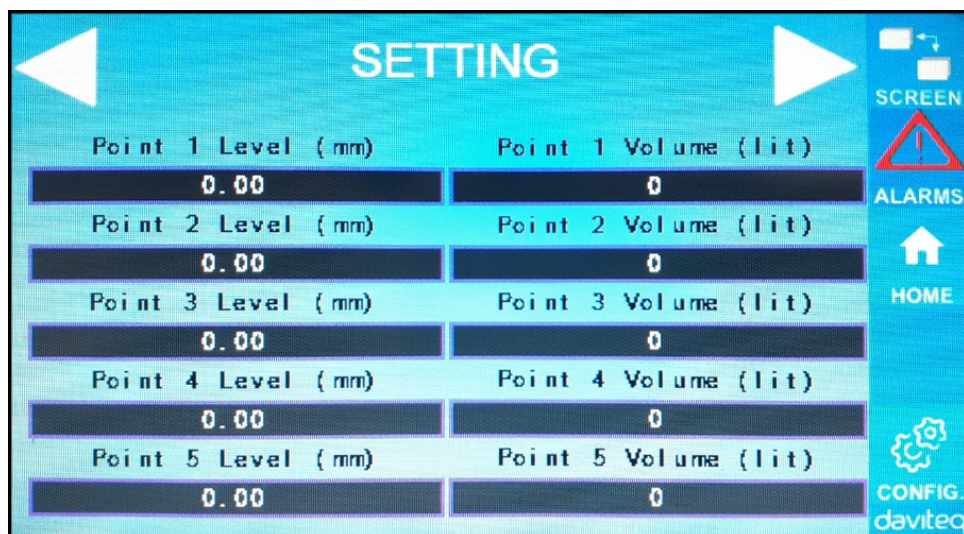 SETTING
SCREEN
ALARMS
HOME
CONFIG.
daviteq
Point 1 Level (mm) Point 1 Volume (lit)
0.00 0
Point 2 Level (mm) Point 2 Volume (lit)
0.00 0
Point 3 Level (mm) Point 3 Volume (lit)
0.00 0
Point 4 Level (mm) Point 4 Volume (lit)
0.00 0
Point 5 Level (mm) Point 5 Volume (lit)
0.00 0